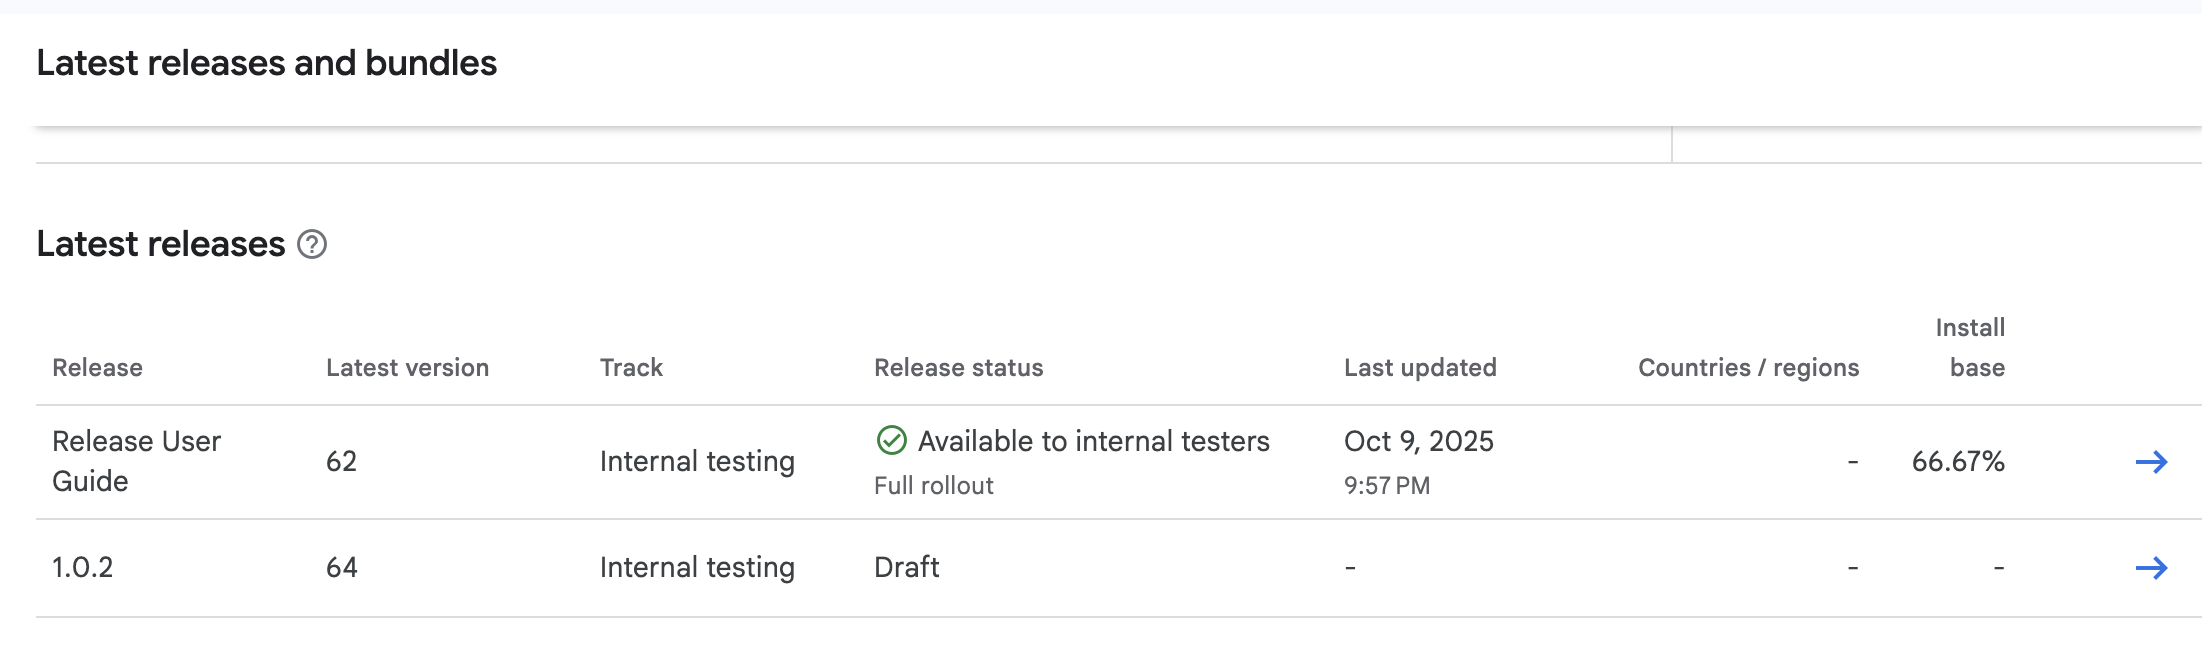 Latest releases and bundles
Latest releases
Release Latest version Track Release status Last updated Countries / regions Install base
Release User Guide 62 Internal testing Available to internal testers Full rollout Oct 9, 2025 9:57 PM - 66.67%
1.0.2 64 Internal testing Draft - - -